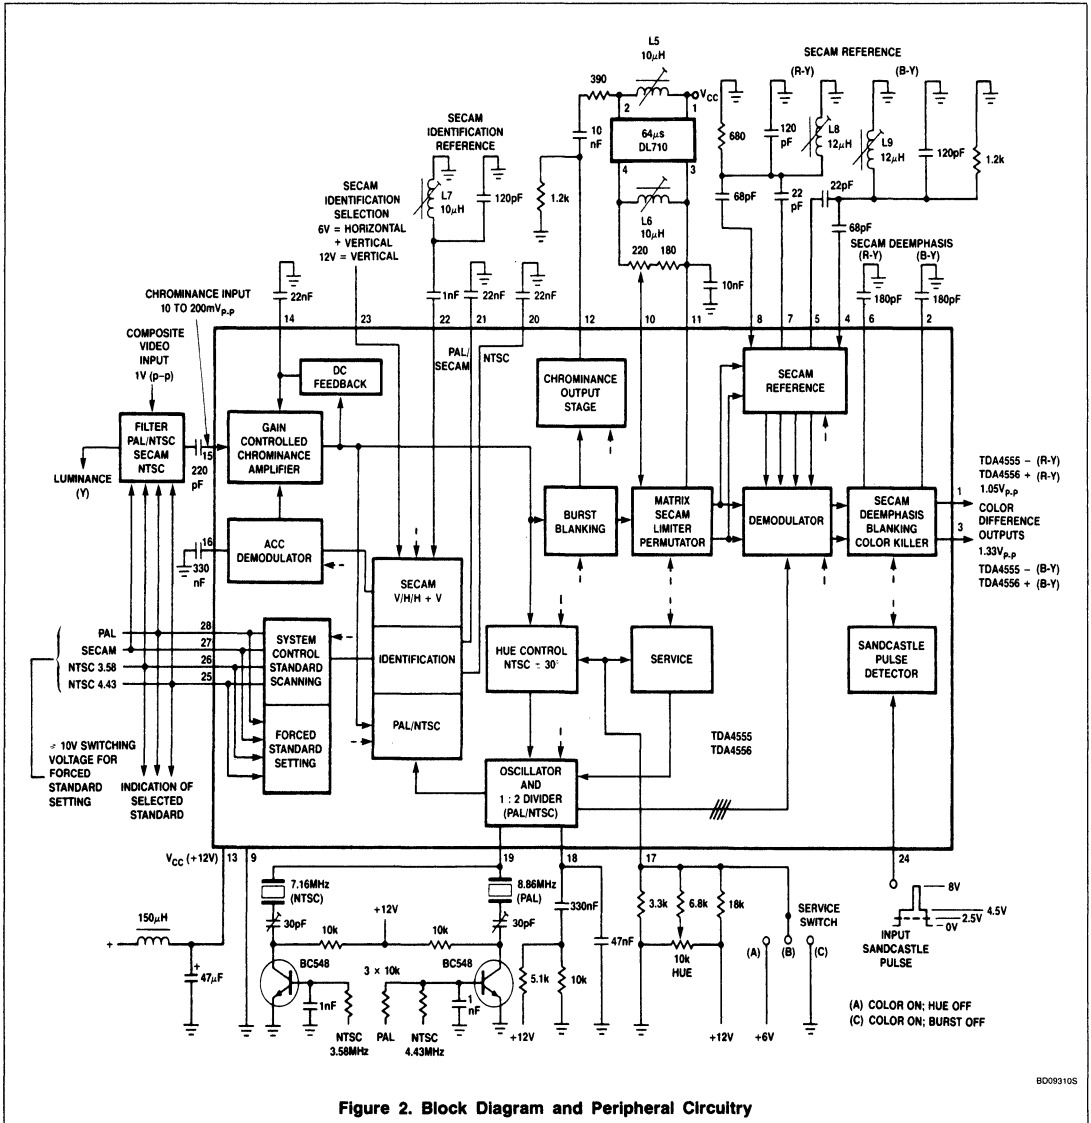 L5
10μH
SECAM REFERENCE
(R-Y)
(B-Y)
390
2
1
VCC
64μs
DL710
4
3
10
nF
1.2k
L6
10μH
220
180
10nF
680
120
pF
L8
12μH
L9
12μH
120pF
1.2k
68pF
22
pF
22pF
68pF
SECAM DEEMPHASIS
(R-Y)
(B-Y)
180pF
180pF
SECAM
IDENTIFICATION
REFERENCE
L7
10μH
120pF
SECAM
IDENTIFICATION
SELECTION
6V = HORIZONTAL
+ VERTICAL
12V = VERTICAL
CHROMINANCE INPUT
10 TO 200mVp-p
22nF
1nF
22nF
22nF
14
23
22
21
20
12
10
11
8
7
5
4
6
2
COMPOSITE
VIDEO
INPUT
1V (p-p)
PAL/
SECAM
NTSC
DC
FEEDBACK
CHROMINANCE
OUTPUT
STAGE
SECAM
REFERENCE
FILTER
PAL/NTSC
SECAM
NTSC
15
220
pF
LUMINANCE
(Y)
GAIN
CONTROLLED
CHROMINANCE
AMPLIFIER
BURST
BLANKING
MATRIX
SECAM
LIMITER
PERMUTATOR
DEMODULATOR
SECAM
DEEMPHASIS
BLANKING
COLOR KILLER
TDA4555 − (R-Y)
TDA4556 + (R-Y)
1.05Vp-p
1
COLOR
DIFFERENCE
OUTPUTS
3
1.33Vp-p
TDA4555 − (B-Y)
TDA4556 + (B-Y)
16
330
nF
ACC
DEMODULATOR
SECAM
V/H/H + V
IDENTIFICATION
PAL/NTSC
PAL
28
SECAM
27
NTSC 3.58
26
NTSC 4.43
25
SYSTEM
CONTROL
STANDARD
SCANNING
FORCED
STANDARD
SETTING
HUE CONTROL
NTSC ÷ 30°
SERVICE
SANDCASTLE
PULSE
DETECTOR
TDA4555
TDA4556
÷ 10V SWITCHING
VOLTAGE FOR
FORCED
STANDARD
SETTING
INDICATION OF
SELECTED
STANDARD
OSCILLATOR
AND
1 : 2 DIVIDER
(PAL/NTSC)
VCC (+12V)
13
9
19
18
17
24
7.16MHz
(NTSC)
8.86MHz
(PAL)
30pF
30pF
+12V
10k
10k
150μH
+
+
47μF
BC548
BC548
3 × 10k
1nF
1
nF
NTSC
3.58MHz
PAL
NTSC
4.43MHz
330nF
47nF
5.1k
10k
+12V
3.3k
6.8k
18k
10k
HUE
+12V
SERVICE
SWITCH
(A)
(B)
(C)
+6V
8V
4.5V
2.5V
0V
INPUT
SANDCASTLE
PULSE
(A) COLOR ON; HUE OFF
(C) COLOR ON; BURST OFF
BD09310S
Figure 2. Block Diagram and Peripheral Circuitry